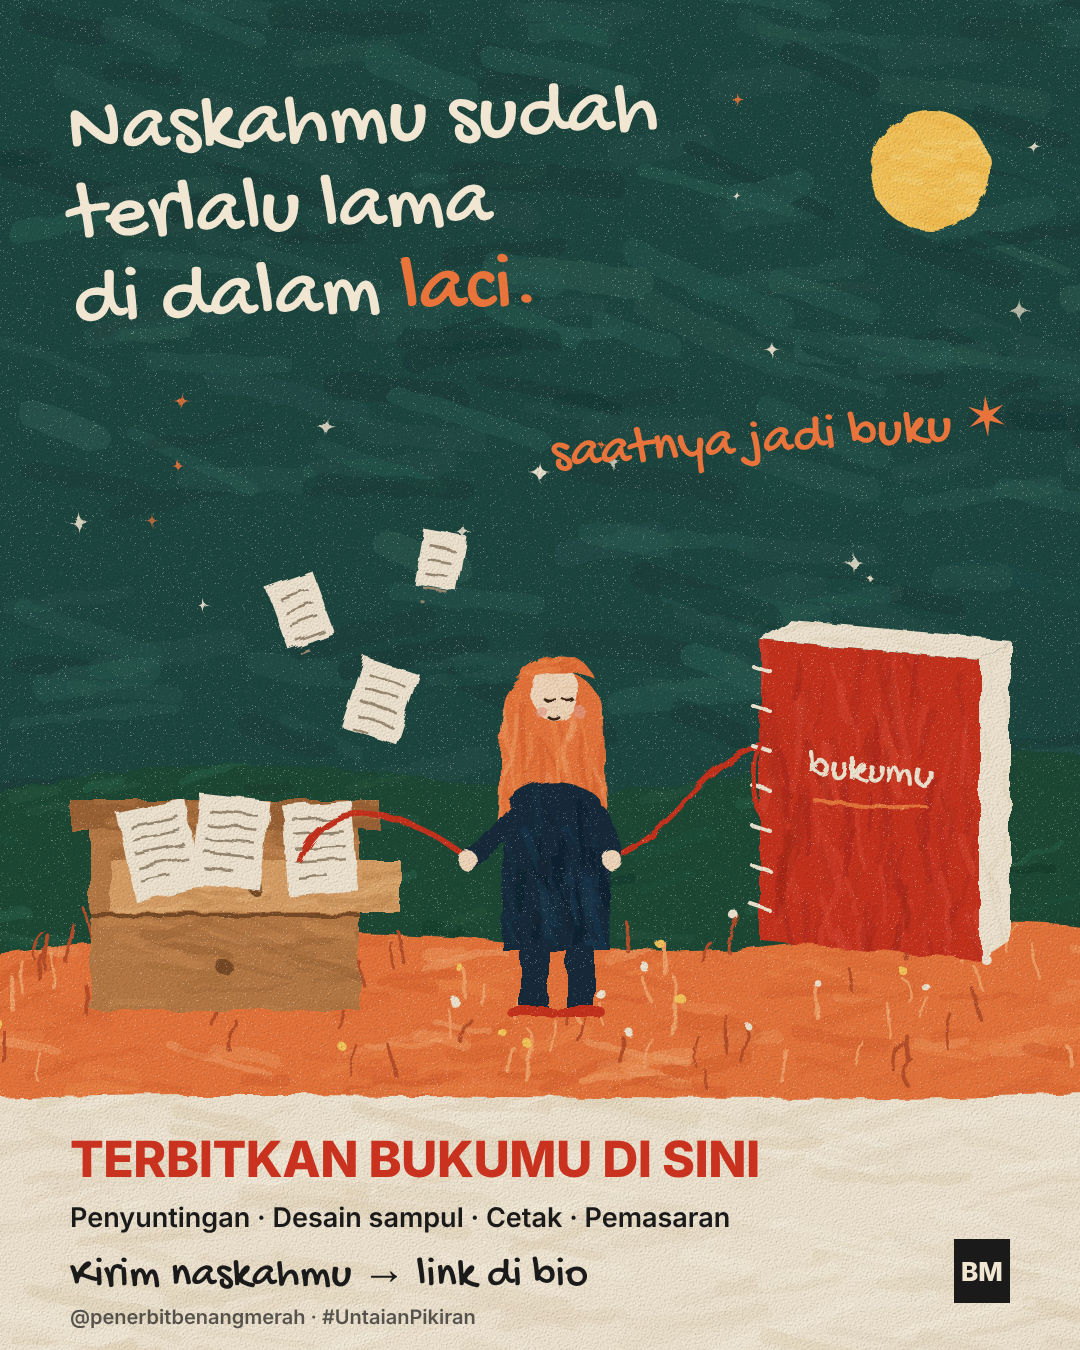 Naskahmu sudah
terlalu lama
di dalam laci.
saatnya jadi buku
bukumu
TERBITKAN BUKUMU DI SINI
Penyuntingan · Desain sampul · Cetak · Pemasaran
Kirim naskahmu → link di bio
BM
@penerbitbenangmerah · #UntaianPikiran